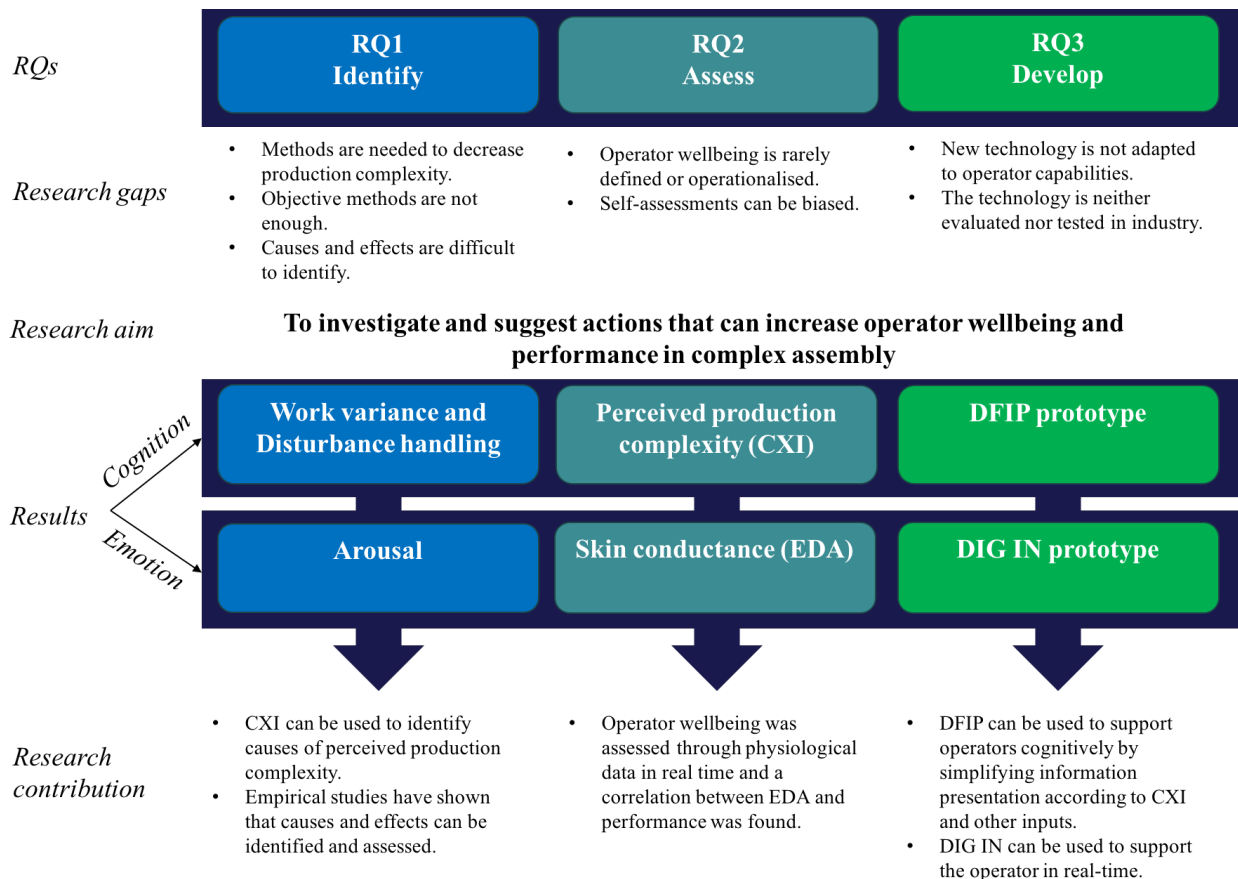 RQs
RQ1
Identify
RQ2
Assess
RQ3
Develop
Research gaps
• Methods are needed to decrease
production complexity.
• Objective methods are not
enough.
• Causes and effects are difficult
to identify.
• Operator wellbeing is rarely
defined or operationalised.
• Self-assessments can be biased.
• New technology is not adapted
to operator capabilities.
• The technology is neither
evaluated nor tested in industry.
Research aim
To investigate and suggest actions that can increase operator wellbeing and
performance in complex assembly
Results
Cognition
Work variance and
Disturbance handling
Perceived production
complexity (CXI)
DFIP prototype
Emotion
Arousal
Skin conductance (EDA)
DIG IN prototype
Research
contribution
• CXI can be used to identify
causes of perceived production
complexity.
• Empirical studies have shown
that causes and effects can be
identified and assessed.
• Operator wellbeing was
assessed through physiological
data in real time and a
correlation between EDA and
performance was found.
• DFIP can be used to support
operators cognitively by
simplifying information
presentation according to CXI
and other inputs.
• DIG IN can be used to support
the operator in real-time.